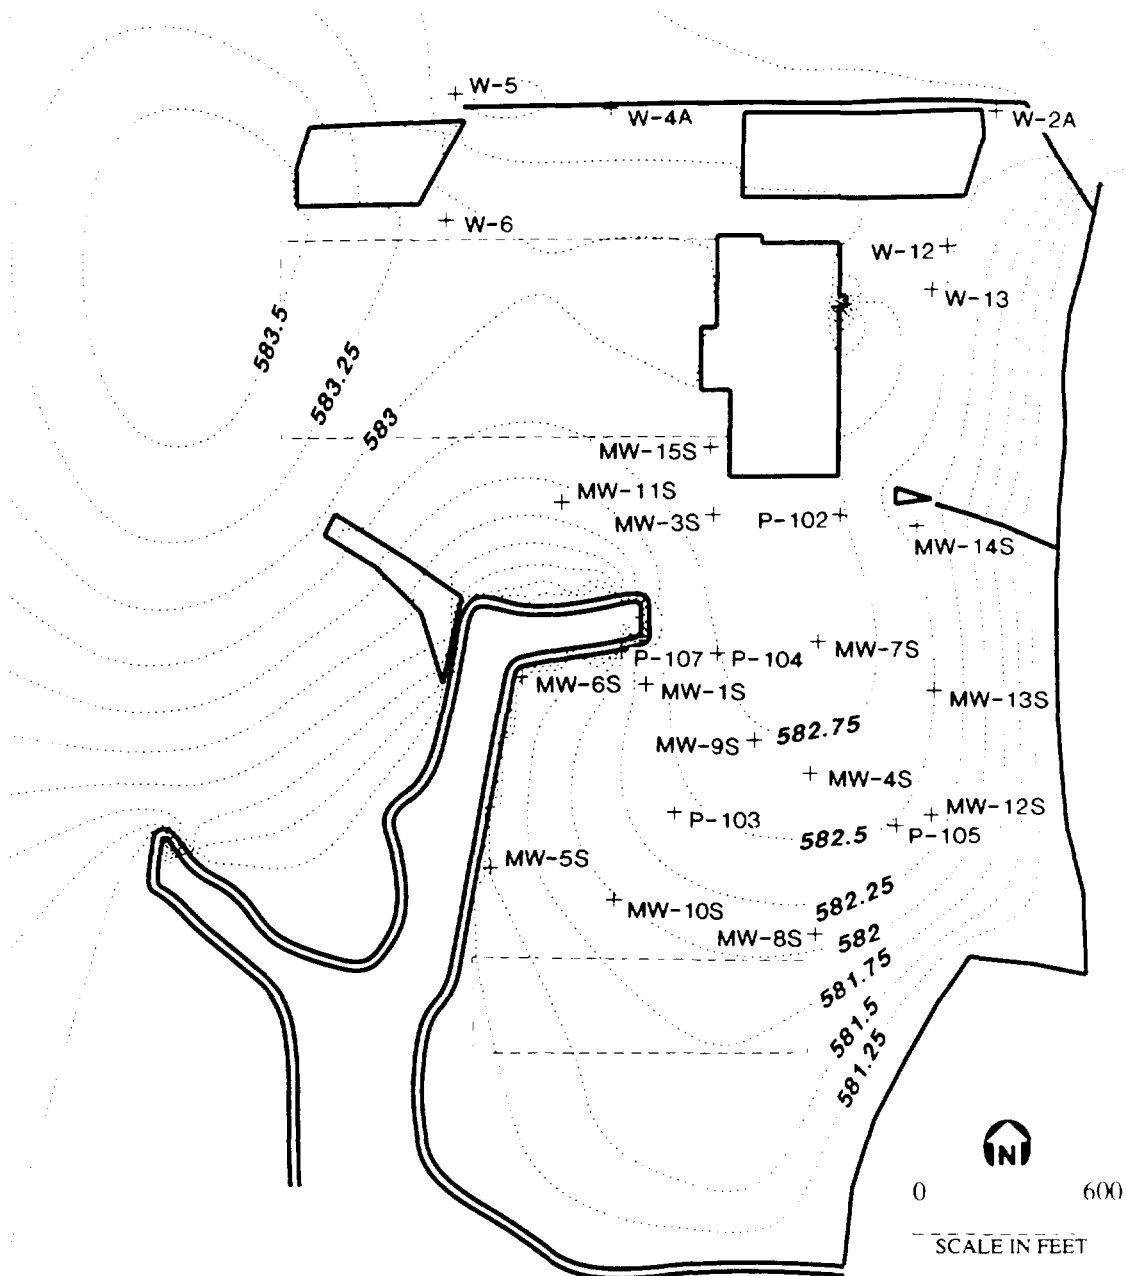 W-5
W-4A
W-2A
W-6
W-12
W-13
583.5
583.25
583
MW-15S
MW-11S
MW-3S
P-102
MW-14S
MW-7S
P-107
P-104
MW-6S
MW-1S
MW-13S
MW-9S
582.75
MW-4S
P-103
MW-12S
582.5
P-105
MW-5S
582.25
MW-10S
MW-8S
582
581.75
581.5
581.25
N
0 600
SCALE IN FEET